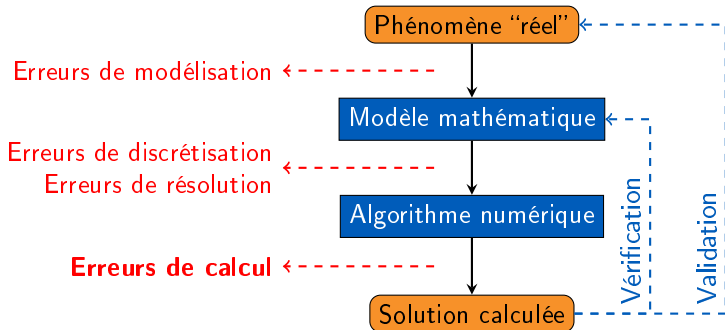 Phénomène “réel”
Erreurs de modélisation
Modèle mathématique
Erreurs de discrétisation
Erreurs de résolution
Algorithme numérique
Vérification
Validation
Erreurs de calcul
Solution calculée